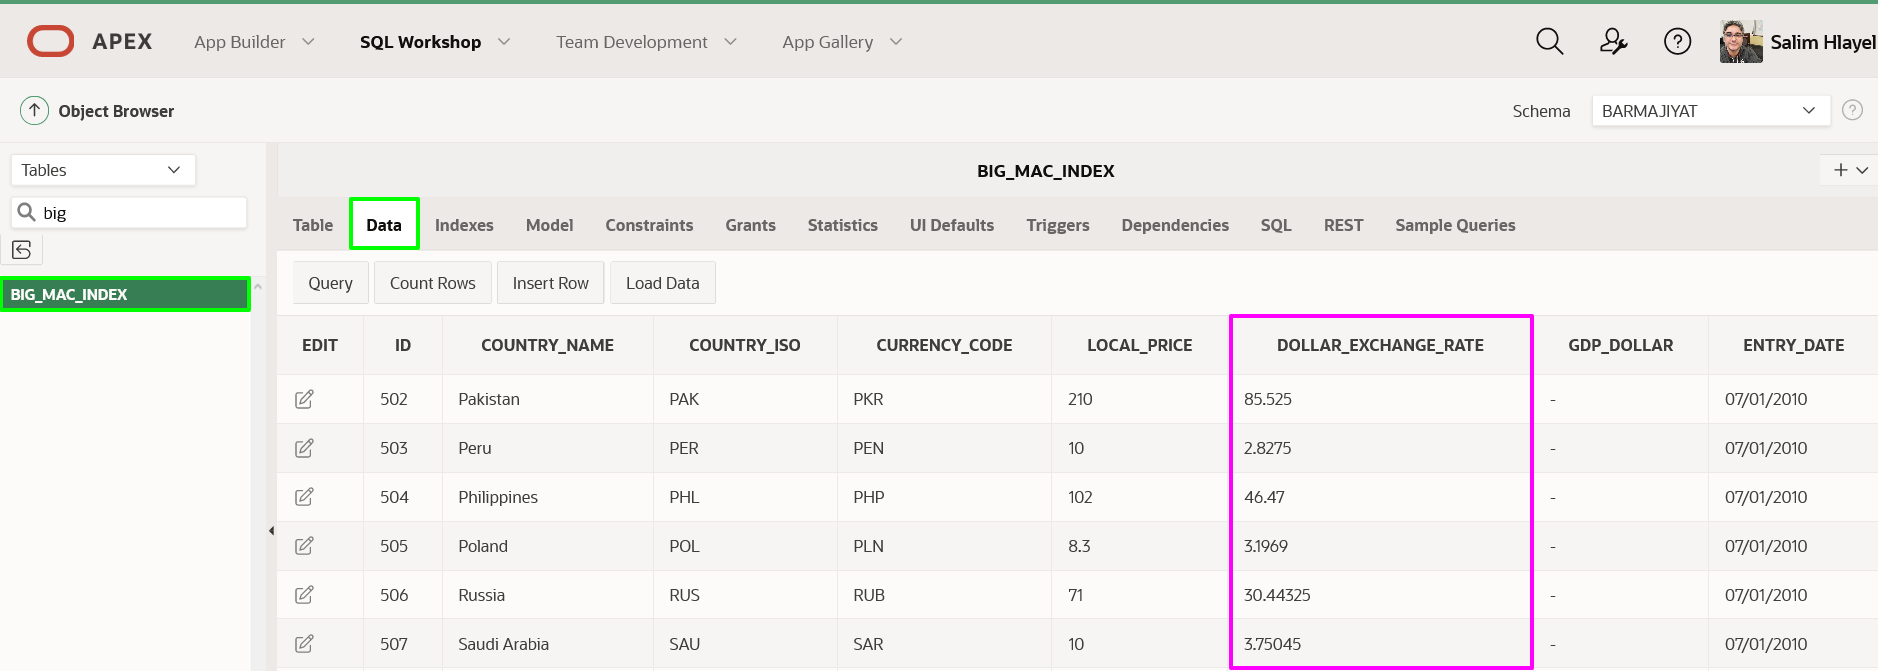 APEX App Builder SQL Workshop Team Development App Gallery Salim Hlayel
Object Browser Schema BARMAJIYAT
Tables
big
BIG_MAC_INDEX
BIG_MAC_INDEX
Table Data Indexes Model Constraints Grants Statistics UI Defaults Triggers Dependencies SQL REST Sample Queries
Query Count Rows Insert Row Load Data
EDIT ID COUNTRY_NAME COUNTRY_ISO CURRENCY_CODE LOCAL_PRICE DOLLAR_EXCHANGE_RATE GDP_DOLLAR ENTRY_DATE
502 Pakistan PAK PKR 210 85.525 - 07/01/2010
503 Peru PER PEN 10 2.8275 - 07/01/2010
504 Philippines PHL PHP 102 46.47 - 07/01/2010
505 Poland POL PLN 8.3 3.1969 - 07/01/2010
506 Russia RUS RUB 71 30.44325 - 07/01/2010
507 Saudi Arabia SAU SAR 10 3.75045 - 07/01/2010